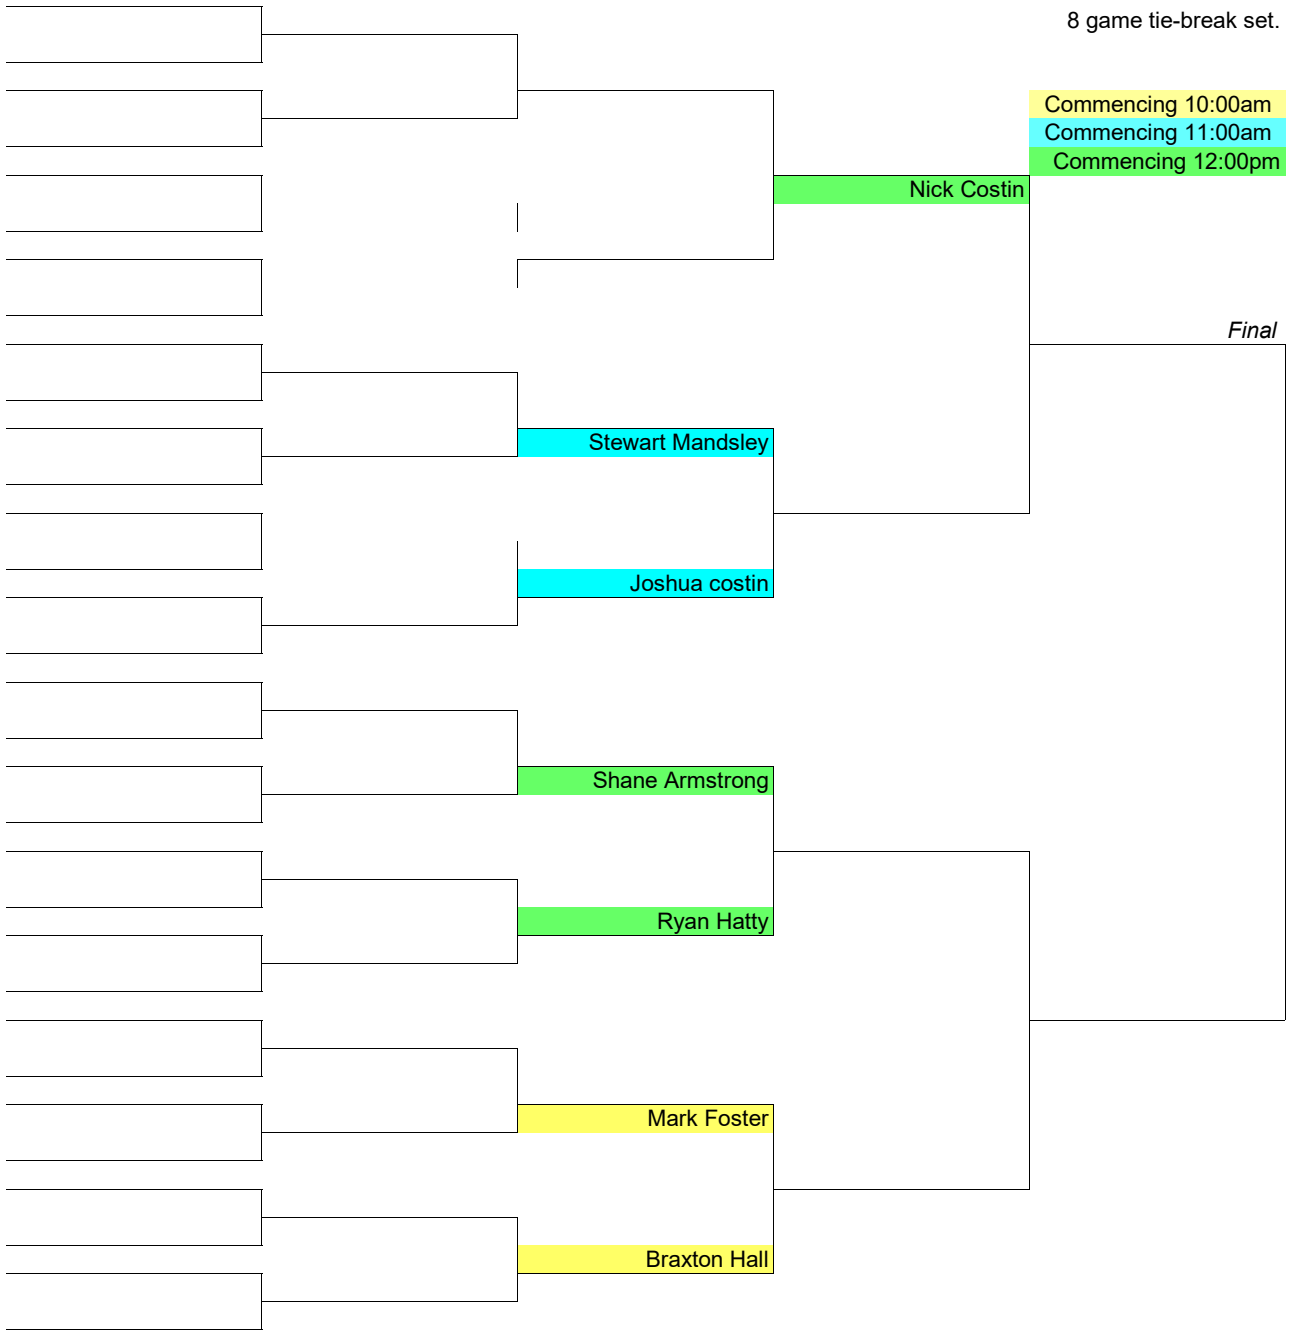 8 game tie-break set.
Commencing 10:00am
Commencing 11:00am
Commencing 12:00pm
Nick Costin
Final
Stewart Mandsley
Joshua costin
Shane Armstrong
Ryan Hatty
Mark Foster
Braxton Hall